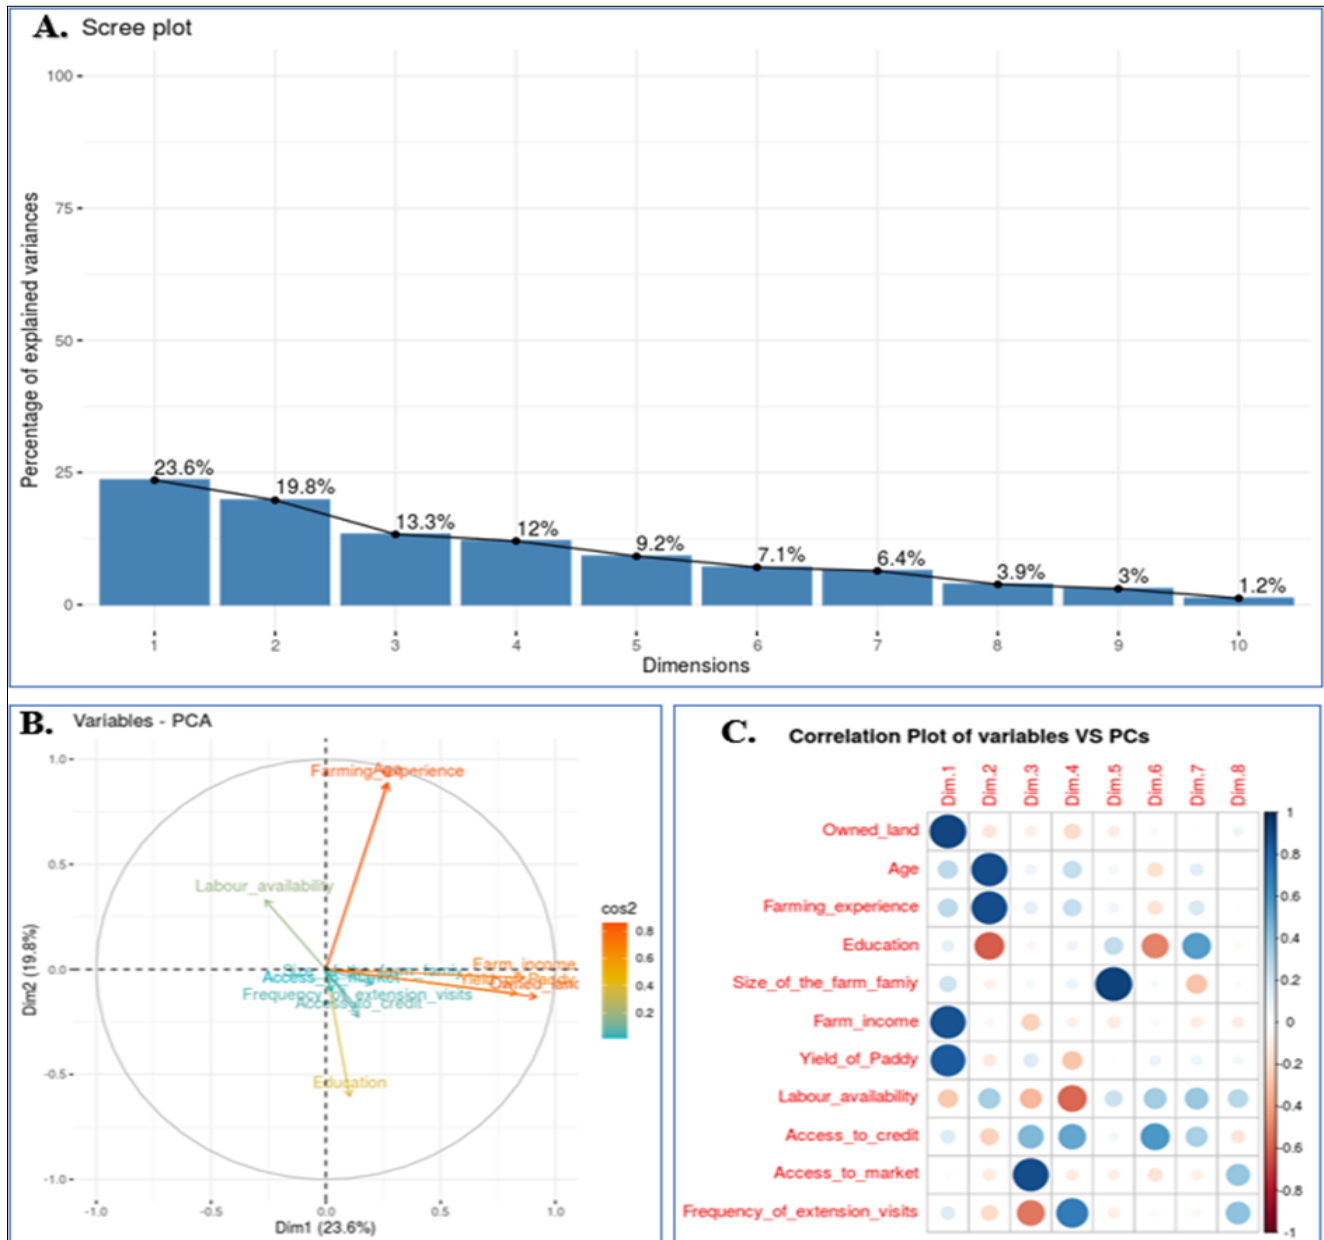 A. Scree plot
Percentage of explained variances
100
75
50
25
0
23.6%
19.8%
13.3%
12%
9.2%
7.1%
6.4%
3.9%
3%
1.2%
1 2 3 4 5 6 7 8 9 10
Dimensions
B. Variables - PCA
Dim2 (19.8%)
1.0
0.5
0.0
-0.5
-1.0
Farming_experience
Labour_availability
Farm_income
Size_of_the_farm_famiy
Access_to_market
Yield_of_Paddy
Owned_land
Frequency_of_extension_visits
Access_to_credit
Education
-1.0 -0.5 0.0 0.5 1.0
Dim1 (23.6%)
cos2
0.8
0.6
0.4
0.2
C. Correlation Plot of variables VS PCs
Dim.1 Dim.2 Dim.3 Dim.4 Dim.5 Dim.6 Dim.7 Dim.8
Owned_land
Age
Farming_experience
Education
Size_of_the_farm_famiy
Farm_income
Yield_of_Paddy
Labour_availability
Access_to_credit
Access_to_market
Frequency_of_extension_visits
1
0.8
0.6
0.4
0.2
0
-0.2
-0.4
-0.6
-0.8
-1